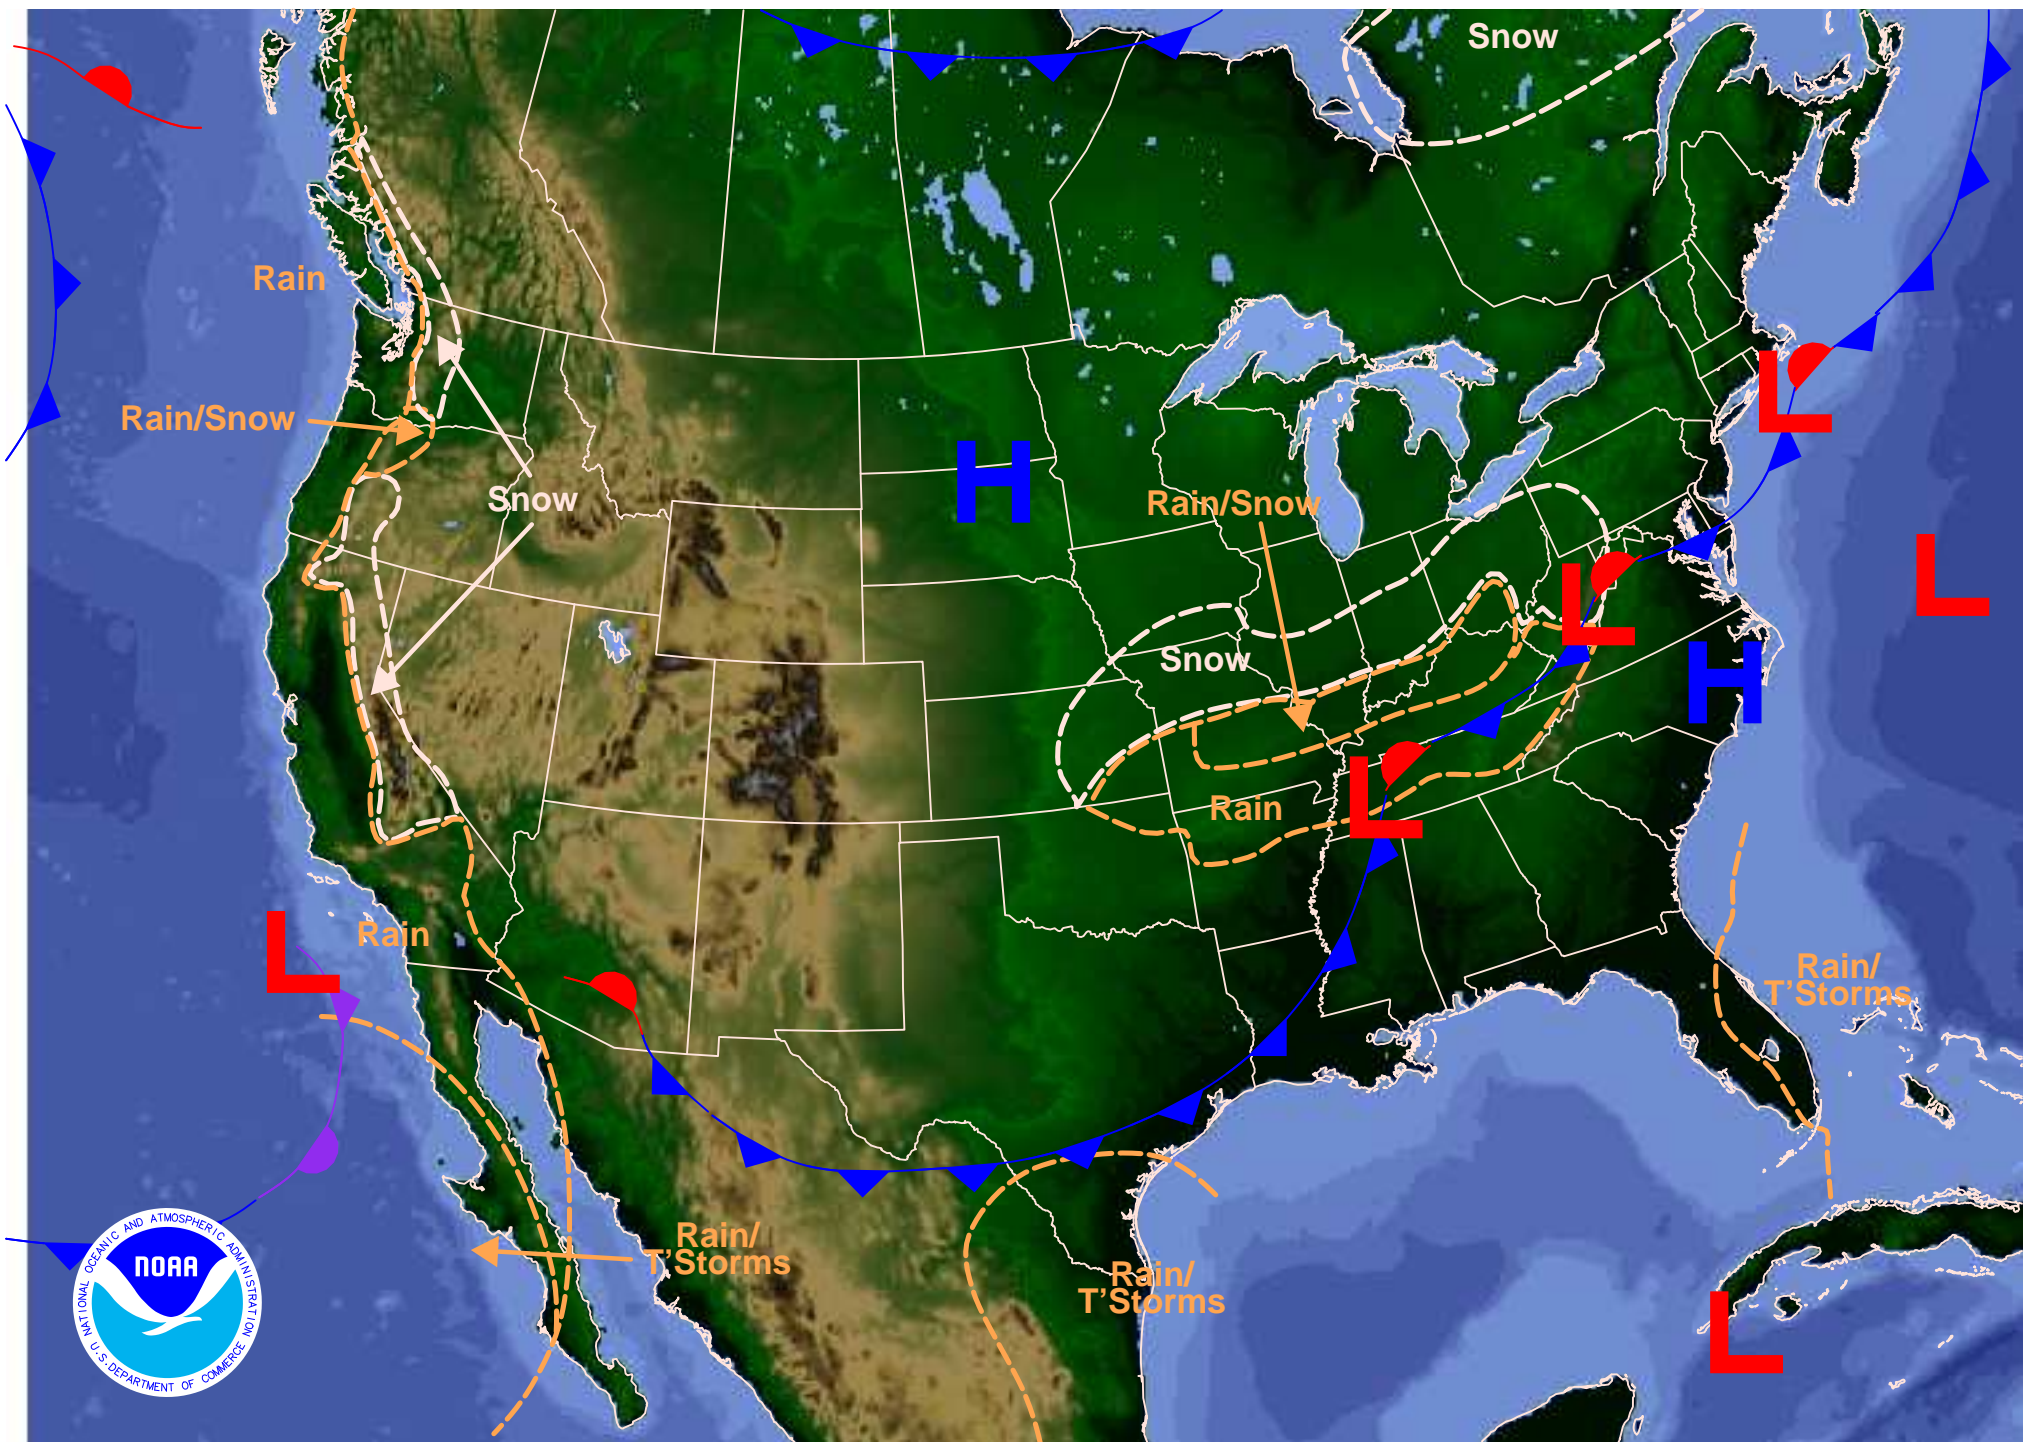 Snow
Rain
Rain/Snow
Snow
H
Rain/Snow
L
L
L
Snow
H
L
Rain
L
Rain
Rain/
T'Storms
Rain/
T'Storms
Rain/
T'Storms
L
NATIONAL OCEANIC AND ATMOSPHERIC ADMINISTRATION
NOAA
U.S. DEPARTMENT OF COMMERCE